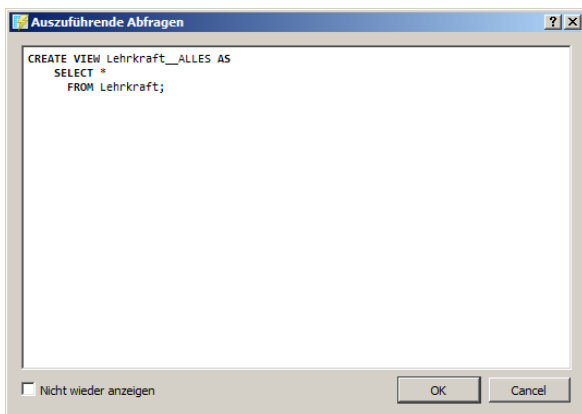 Auszuführende Abfragen
CREATE VIEW Lehrkraft__ALLES AS
SELECT *
FROM Lehrkraft;
Nicht wieder anzeigen
OK
Cancel